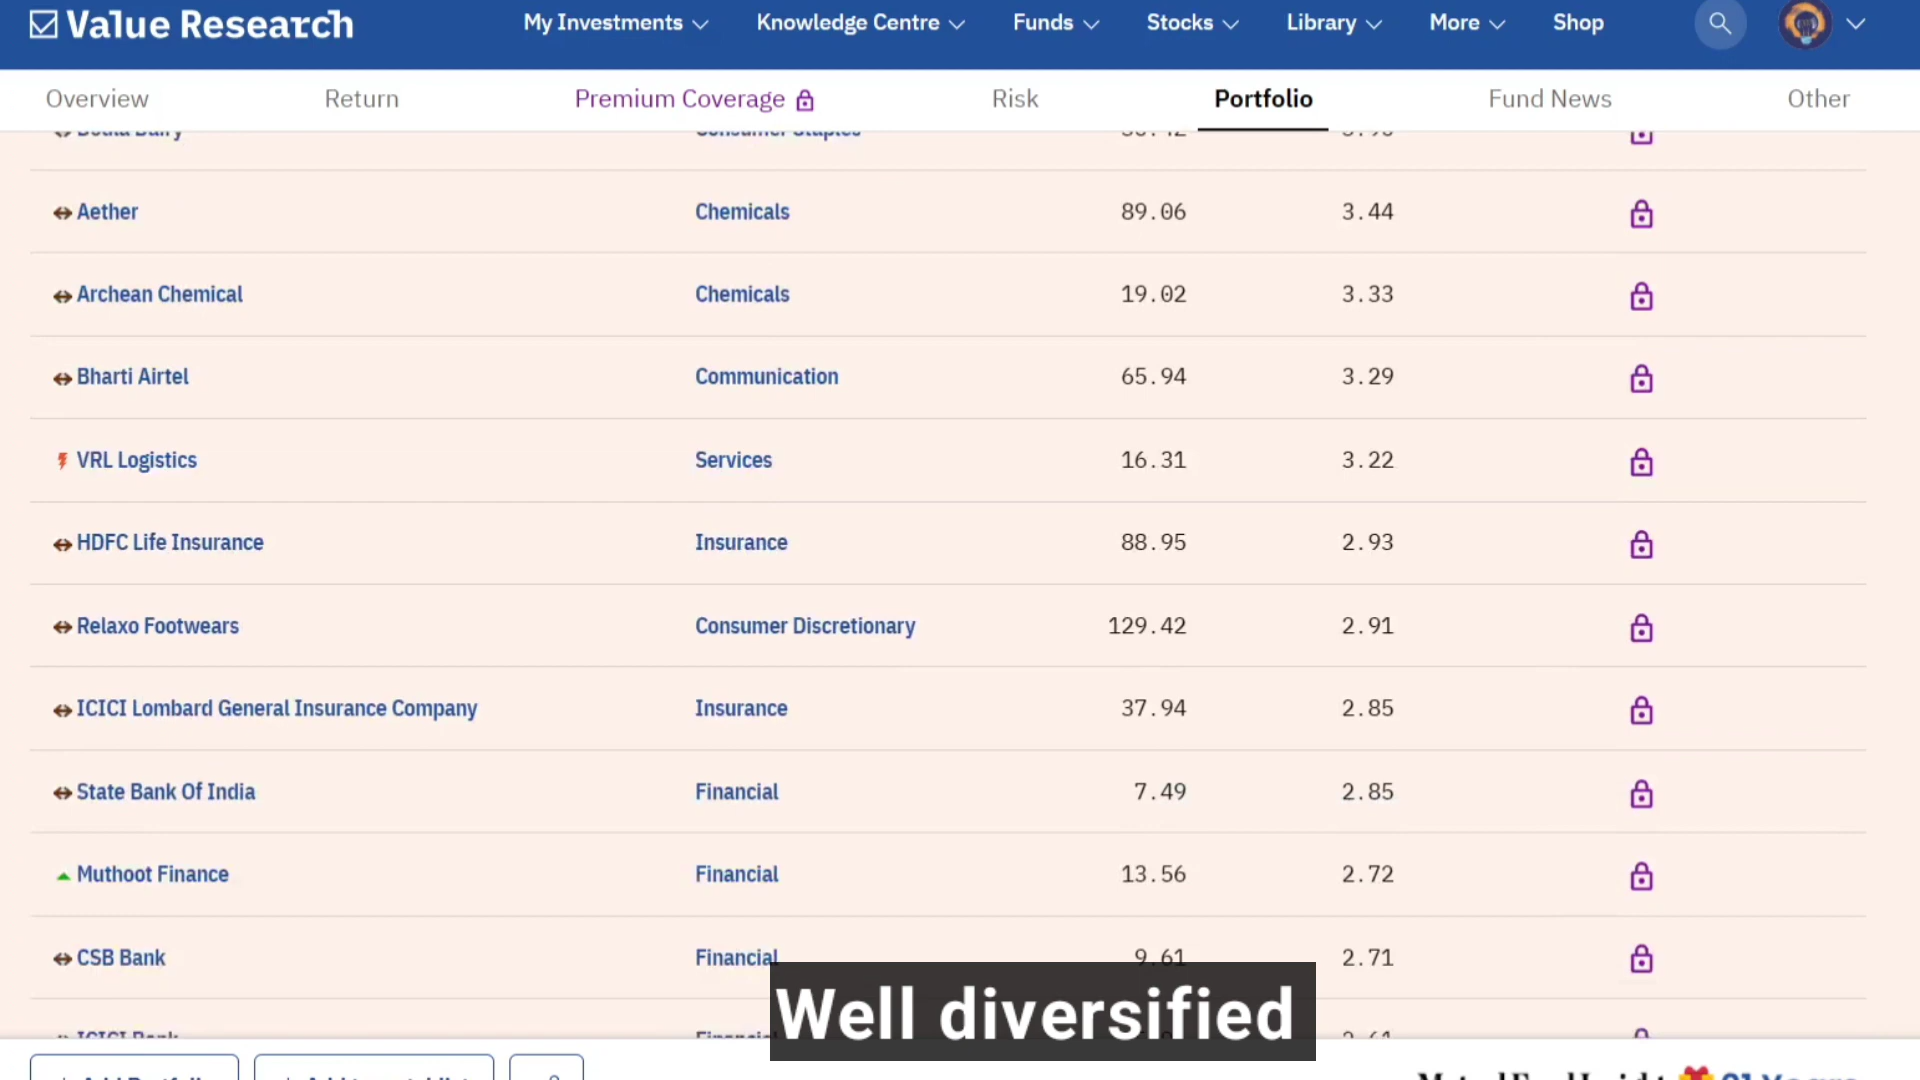 Value Research
My Investments
Knowledge Centre
Funds
Stocks
Library
More
Shop
Overview
Return
Premium Coverage
Risk
Portfolio
Fund News
Other
Aether Chemicals 89.06 3.44
Archean Chemical Chemicals 19.02 3.33
Bharti Airtel Communication 65.94 3.29
VRL Logistics Services 16.31 3.22
HDFC Life Insurance Insurance 88.95 2.93
Relaxo Footwears Consumer Discretionary 129.42 2.91
ICICI Lombard General Insurance Company Insurance 37.94 2.85
State Bank Of India Financial 7.49 2.85
Muthoot Finance Financial 13.56 2.72
CSB Bank Financial 9.61 2.71
ICICI Bank Financial
Well diversified